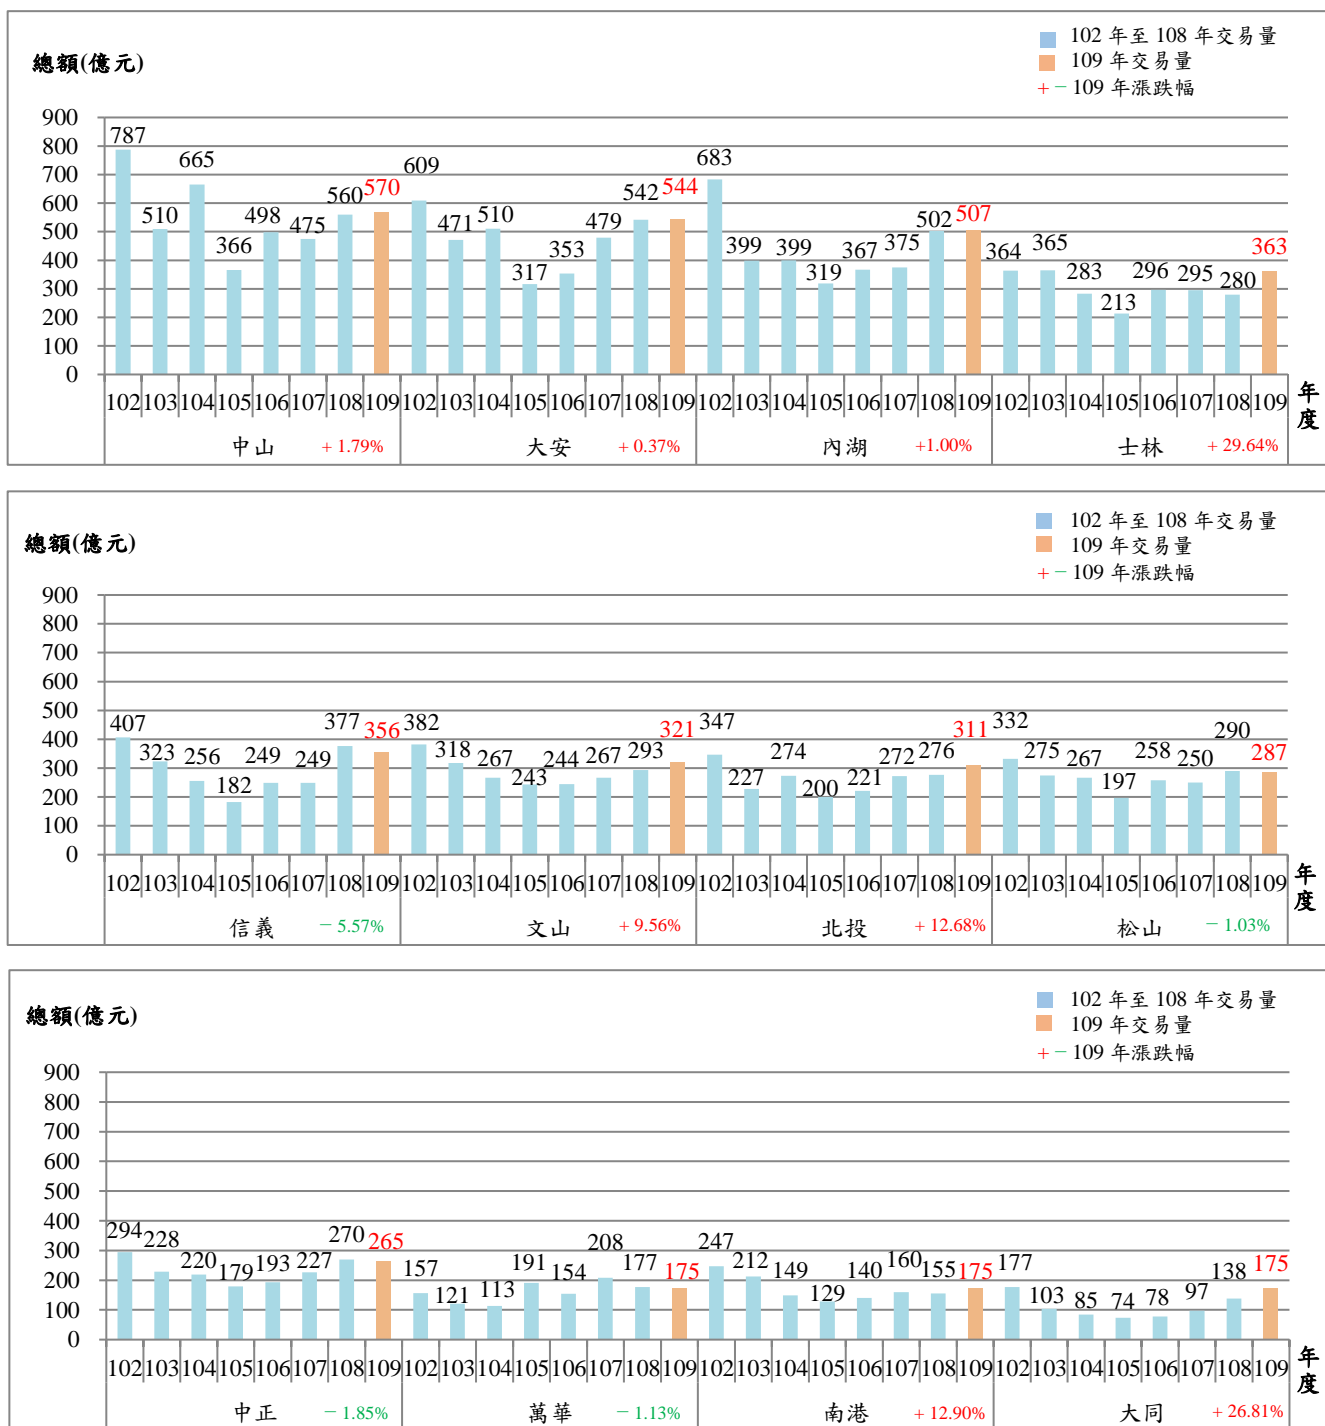 102 年至 108 年交易量
總額(億元)
109 年交易量
+ − 109 年漲跌幅
900
800
700
600
500
400
300
200
100
0
787 510 665 366 498 475 560 570 609 471 510 317 353 479 542 544 683 399 399 319 367 375 502 507 364 365 283 213 296 295 280 363
102 103 104 105 106 107 108 109 102 103 104 105 106 107 108 109 102 103 104 105 106 107 108 109 102 103 104 105 106 107 108 109
年度
中山 + 1.79% 大安 + 0.37% 內湖 +1.00% 士林 + 29.64%
102 年至 108 年交易量
總額(億元)
109 年交易量
+ − 109 年漲跌幅
900
800
700
600
500
400
300
200
100
0
407 323 256 182 249 249 377 356 382 318 267 243 244 267 293 321 347 227 274 200 221 272 276 311 332 275 267 197 258 250 290 287
102 103 104 105 106 107 108 109 102 103 104 105 106 107 108 109 102 103 104 105 106 107 108 109 102 103 104 105 106 107 108 109
年度
信義 − 5.57% 文山 + 9.56% 北投 + 12.68% 松山 − 1.03%
102 年至 108 年交易量
總額(億元)
109 年交易量
+ − 109 年漲跌幅
900
800
700
600
500
400
300
200
100
0
294 228 220 179 193 227 270 265 157 121 113 191 154 208 177 175 247 212 149 129 140 160 155 175 177 103 85 74 78 97 138 175
102 103 104 105 106 107 108 109 102 103 104 105 106 107 108 109 102 103 104 105 106 107 108 109 102 103 104 105 106 107 108 109
年度
中正 − 1.85% 萬華 − 1.13% 南港 + 12.90% 大同 + 26.81%